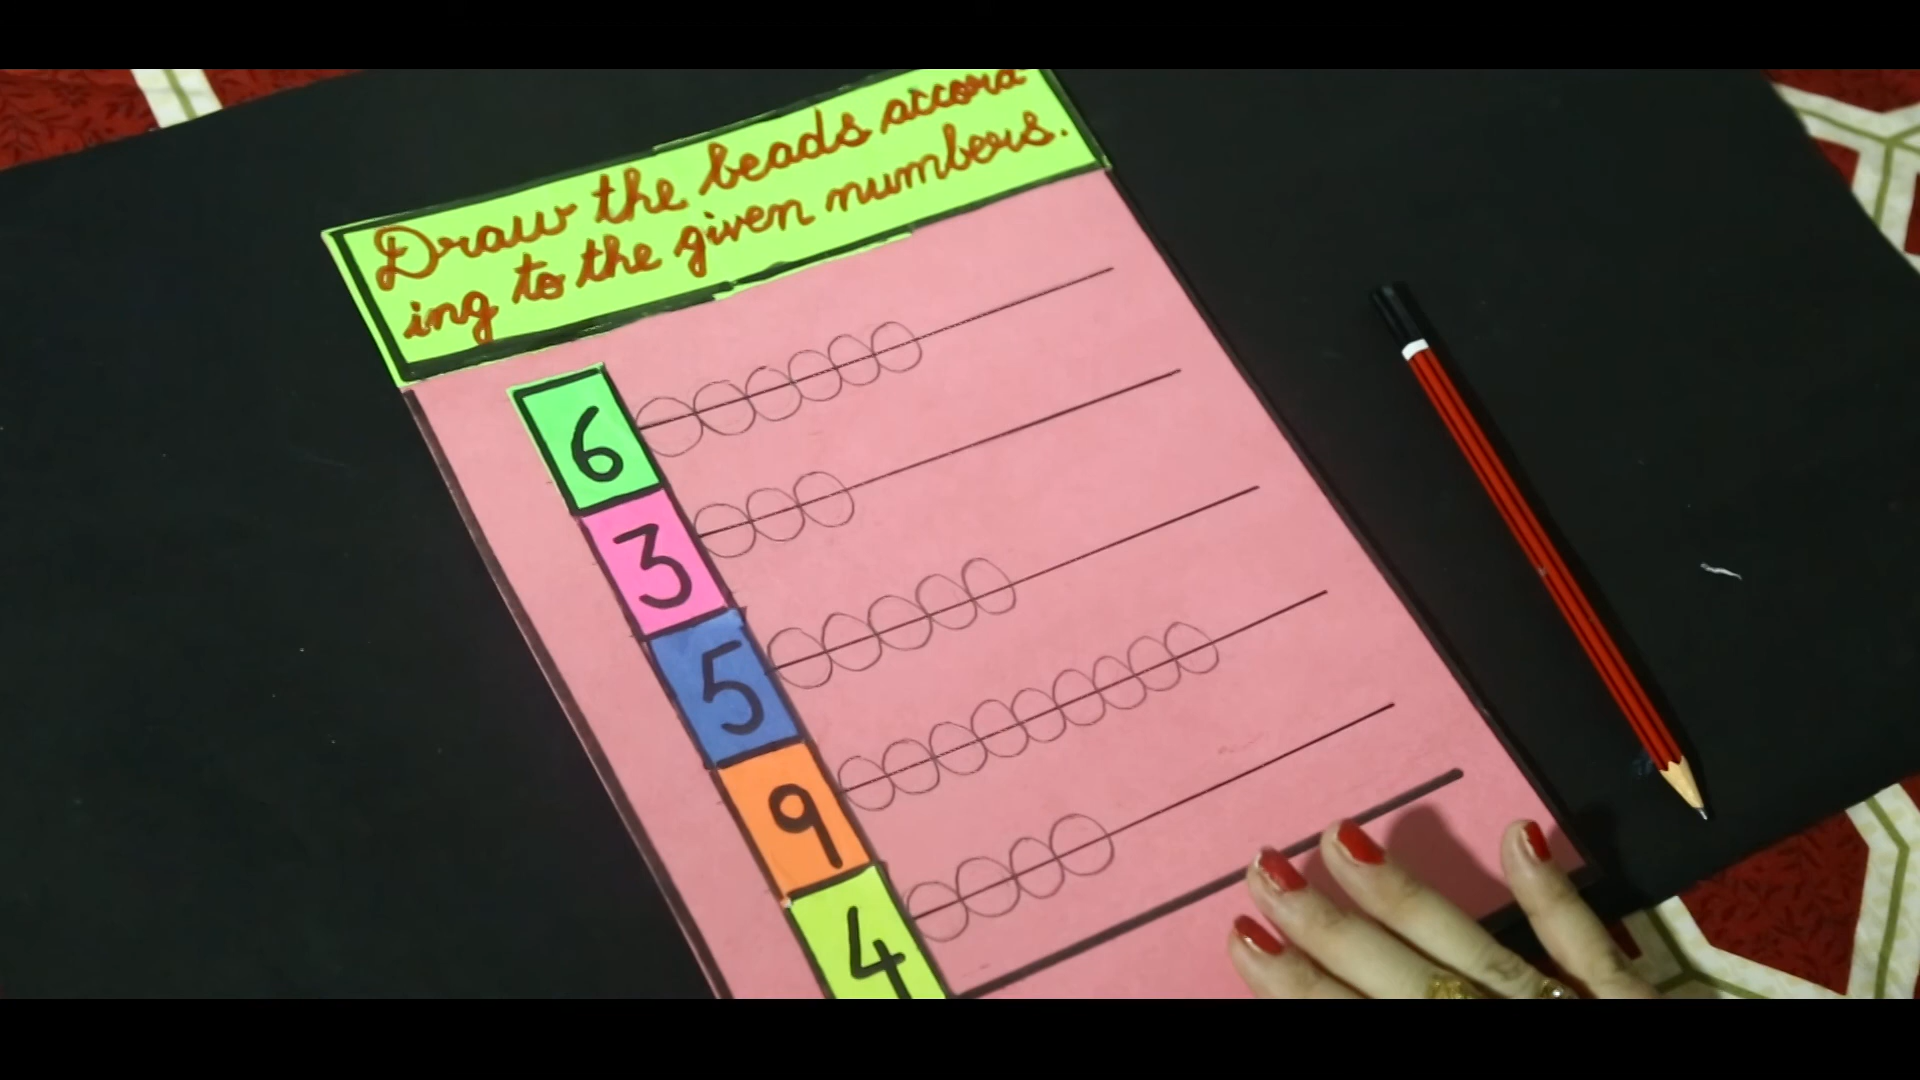 Draw the beads accord
ing to the given numbers.
6
3
5
9
4